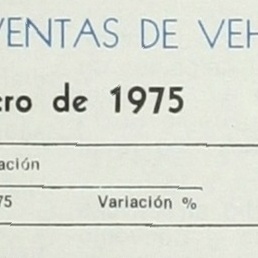 VENTAS DE VEH
ero de 1975
ación
75
Variación %